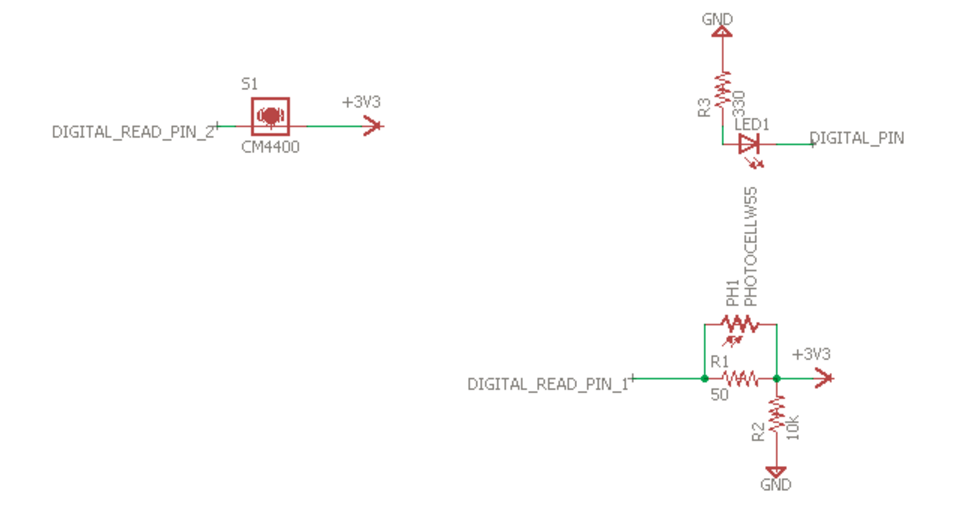 GND
R3
330
LED1
DIGITAL_PIN
S1
+3V3
DIGITAL_READ_PIN_2
CM4400
PH1
PHOTOCELLW55
R1
50
+3V3
DIGITAL_READ_PIN_1
R2
10k
GND